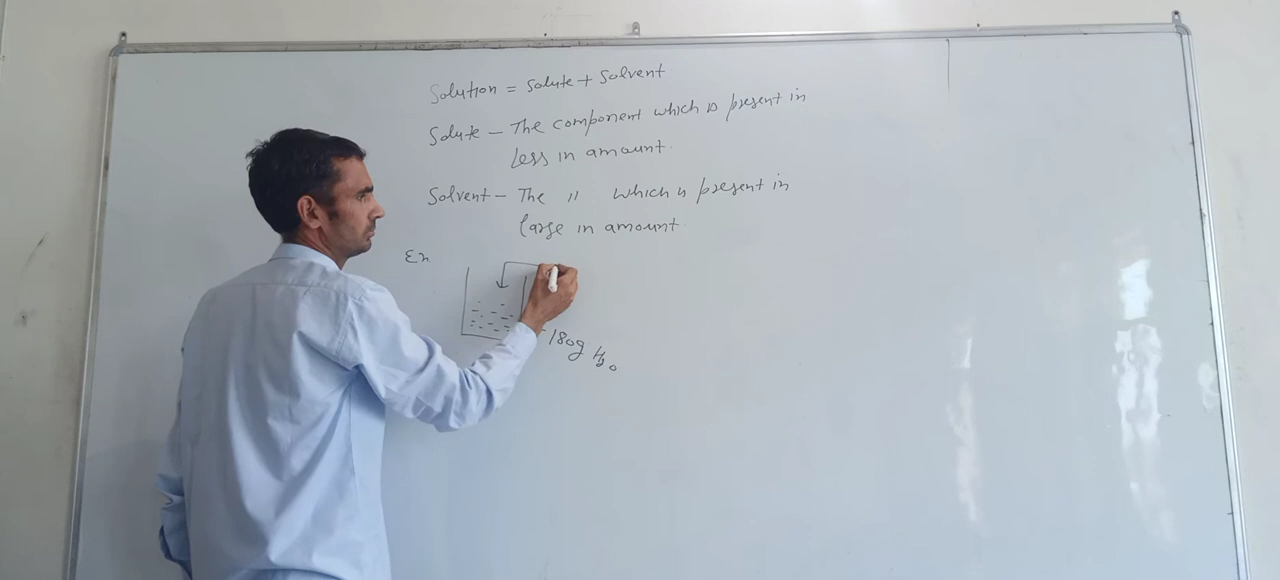 Solution = Solute + Solvent
Solute - The component which is present in
Less in amount.
Solvent - The " which is present in
large in amount.
Ex.
180g H2O